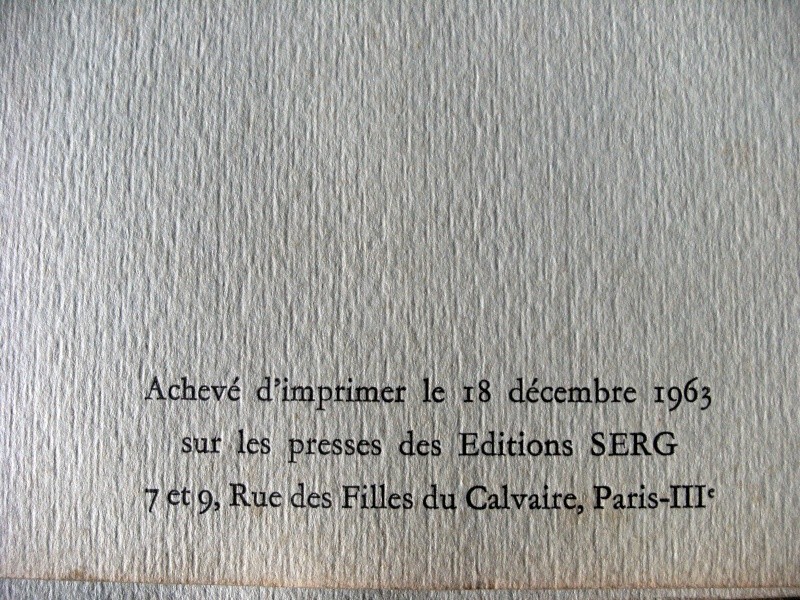 Achevé d'imprimer le 18 décembre 1963
sur les presses des Editions SERG
7 et 9, Rue des Filles du Calvaire, Paris-IIIᵉ